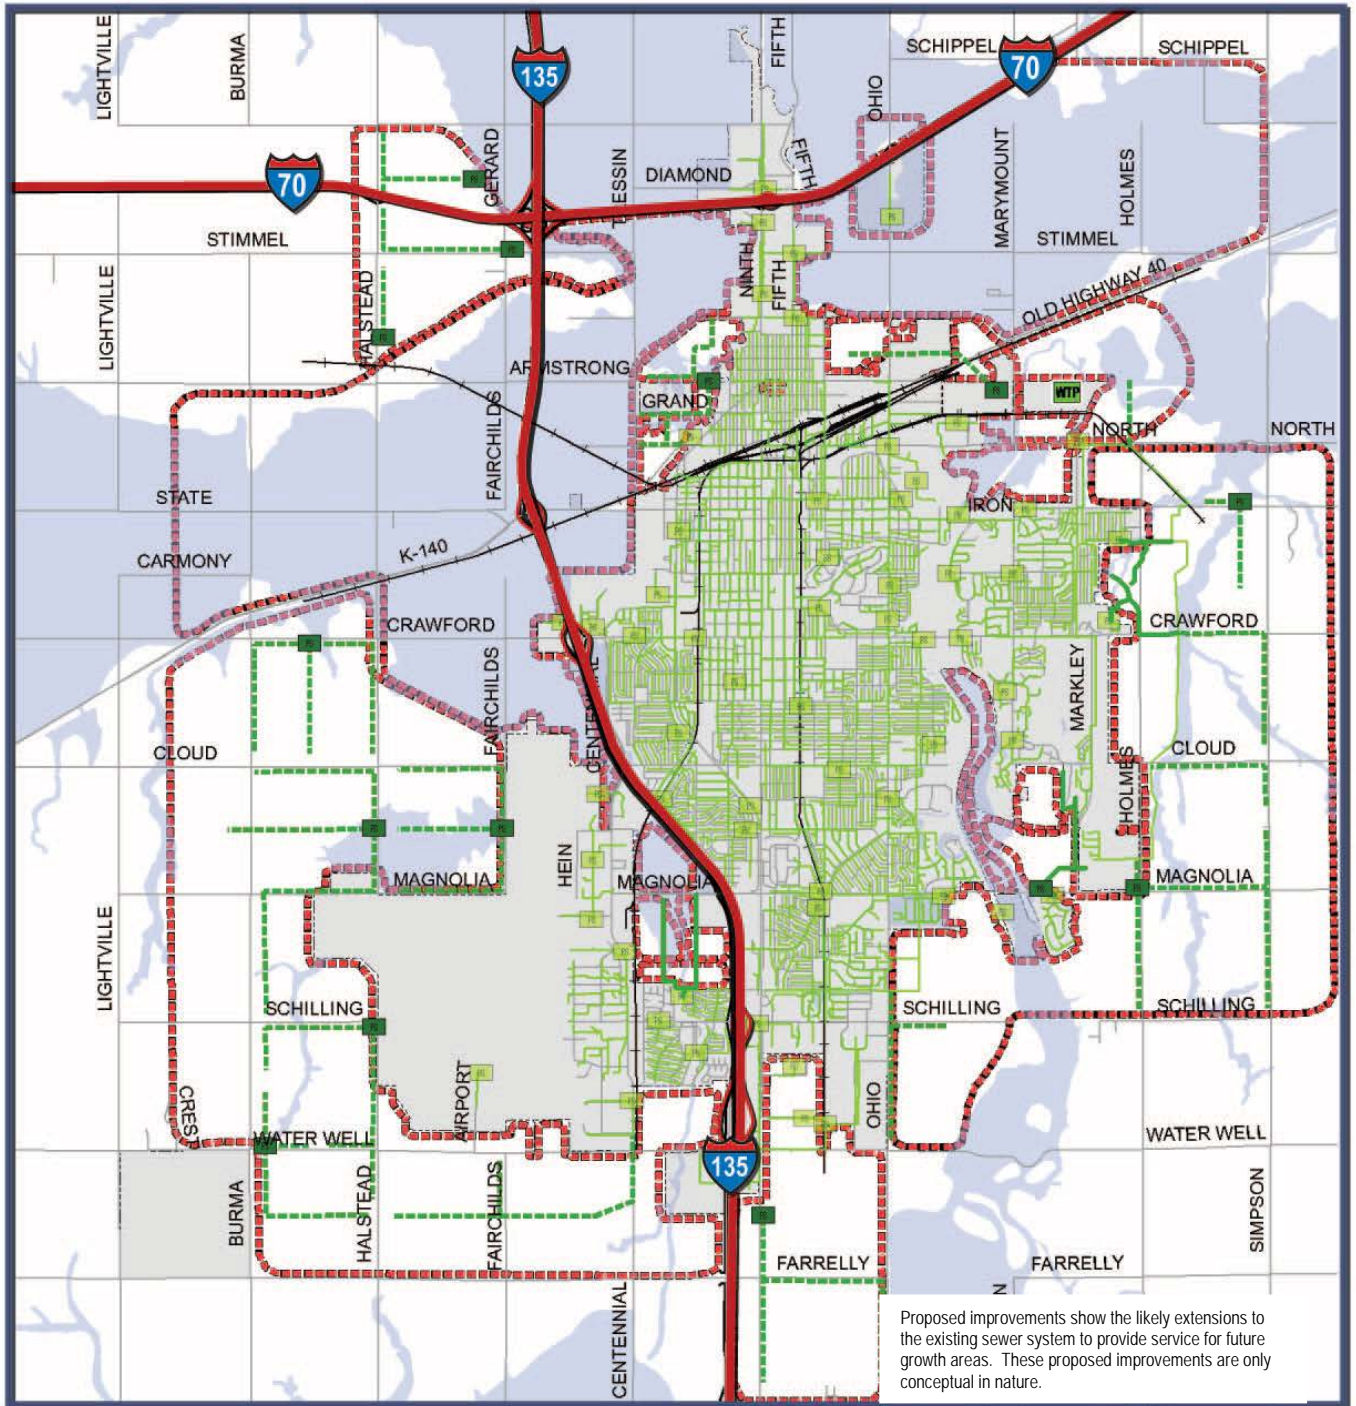 FIFTH
SCHIPPEL
SCHIPPEL
LIGHTVILLE
BURMA
135
70
OHIO
FIFTH
GERARD
DIAMOND
MARYMOUNT
HOLMES
70
STIMMEL
STIMMEL
NINTH
FIFTH
LIGHTVILLE
HALSTEAD
OLD HIGHWAY 40
ARMSTRONG
GRAND
WTP
FAIRCHILDS
NORTH
NORTH
STATE
IRON
K-140
CARMONY
CRAWFORD
CRAWFORD
FAIRCHILDS
CENTENNIAL
MARKLEY
CLOUD
CLOUD
HOLMES
HEIN
MAGNOLIA
MAGNOLIA
MAGNOLIA
LIGHTVILLE
SCHILLING
SCHILLING
SCHILLING
CRES
AIRPORT
OHIO
WATER WELL
WATER WELL
135
BURMA
HALSTEAD
FAIRCHILDS
SIMPSON
FARRELLY
FARRELLY
CENTENNIAL
N
Proposed improvements show the likely extensions to
the existing sewer system to provide service for future
growth areas. These proposed improvements are only
conceptual in nature.